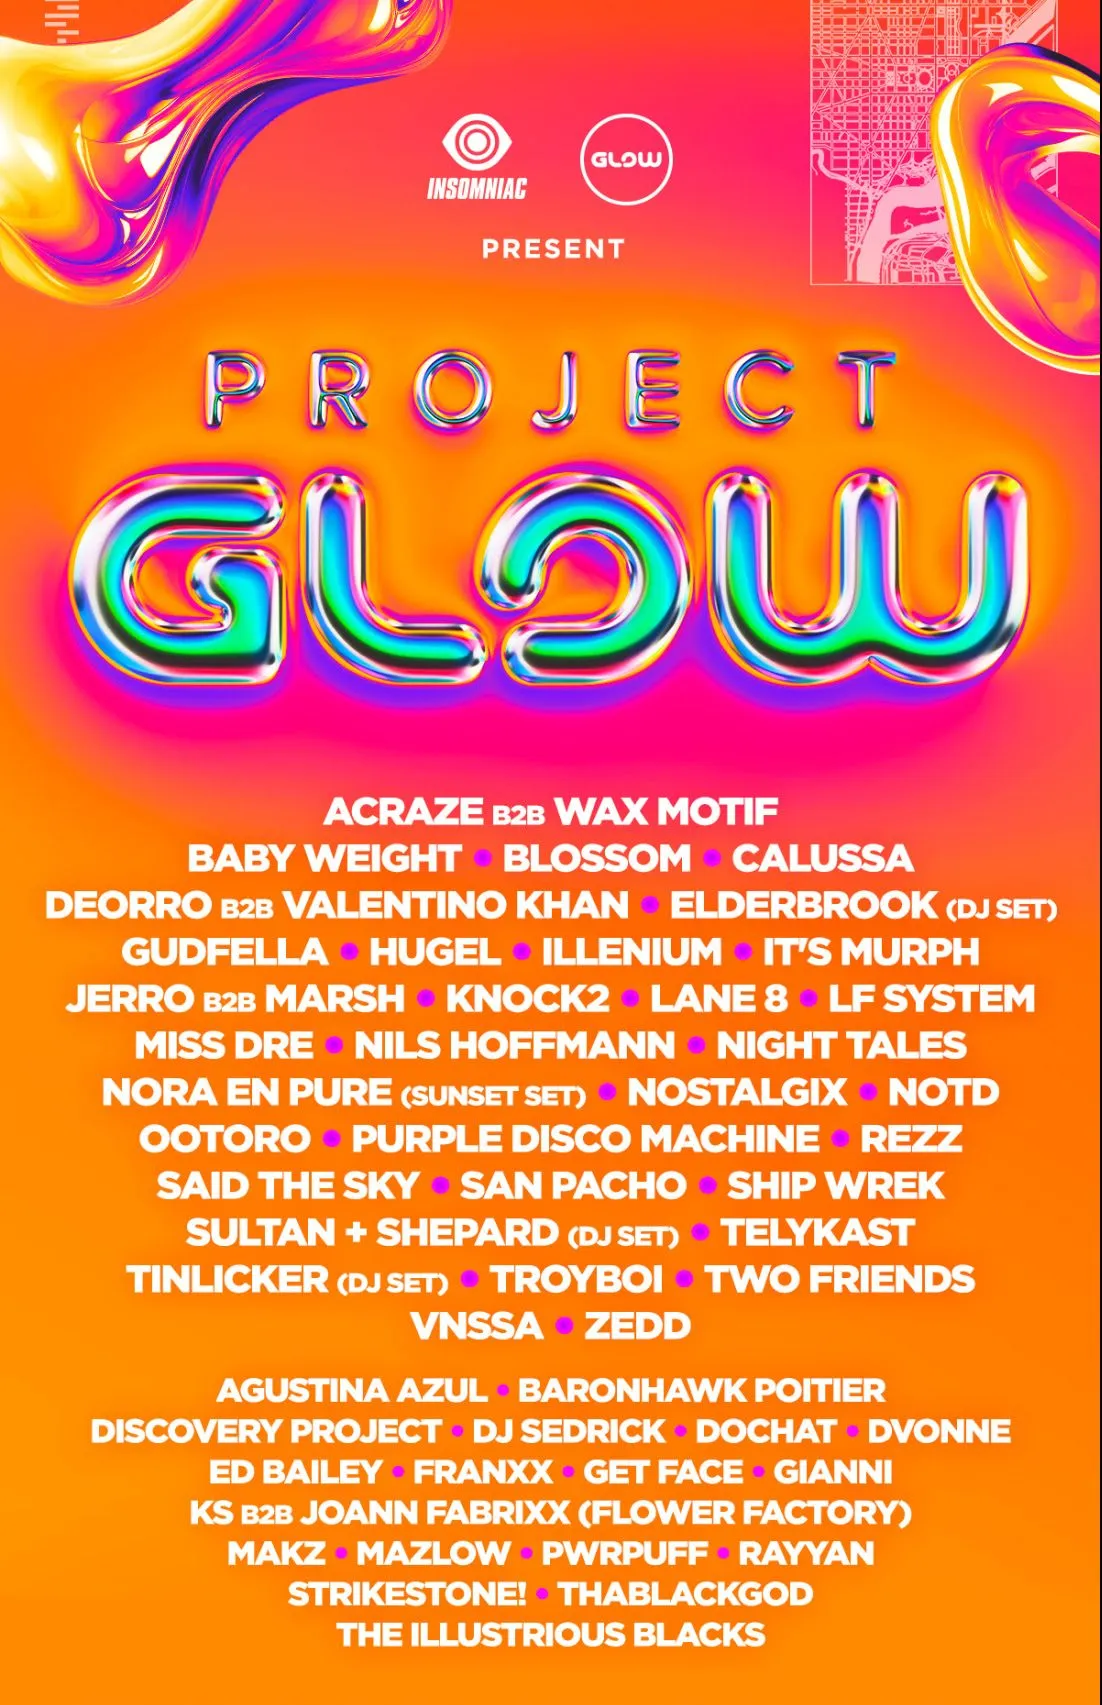 INSOMNIAC
GLOW
PRESENT
PROJECT
GLOW
ACRAZE B2B WAX MOTIF
BABY WEIGHT • BLOSSOM • CALUSSA
DEORRO B2B VALENTINO KHAN • ELDERBROOK (DJ SET)
GUDFELLA • HUGEL • ILLENIUM • IT'S MURPH
JERRO B2B MARSH • KNOCK2 • LANE 8 • LF SYSTEM
MISS DRE • NILS HOFFMANN • NIGHT TALES
NORA EN PURE (SUNSET SET) • NOSTALGIX • NOTD
OOTORO • PURPLE DISCO MACHINE • REZZ
SAID THE SKY • SAN PACHO • SHIP WREK
SULTAN + SHEPARD (DJ SET) • TELYKAST
TINLICKER (DJ SET) • TROYBOI • TWO FRIENDS
VNSSA • ZEDD
AGUSTINA AZUL • BARONHAWK POITIER
DISCOVERY PROJECT • DJ SEDRICK • DOCHAT • DVONNE
ED BAILEY • FRANXX • GET FACE • GIANNI
KS B2B JOANN FABRIXX (FLOWER FACTORY)
MAKZ • MAZLOW • PWRPUFF • RAYYAN
STRIKESTONE! • THABLACKGOD
THE ILLUSTRIOUS BLACKS